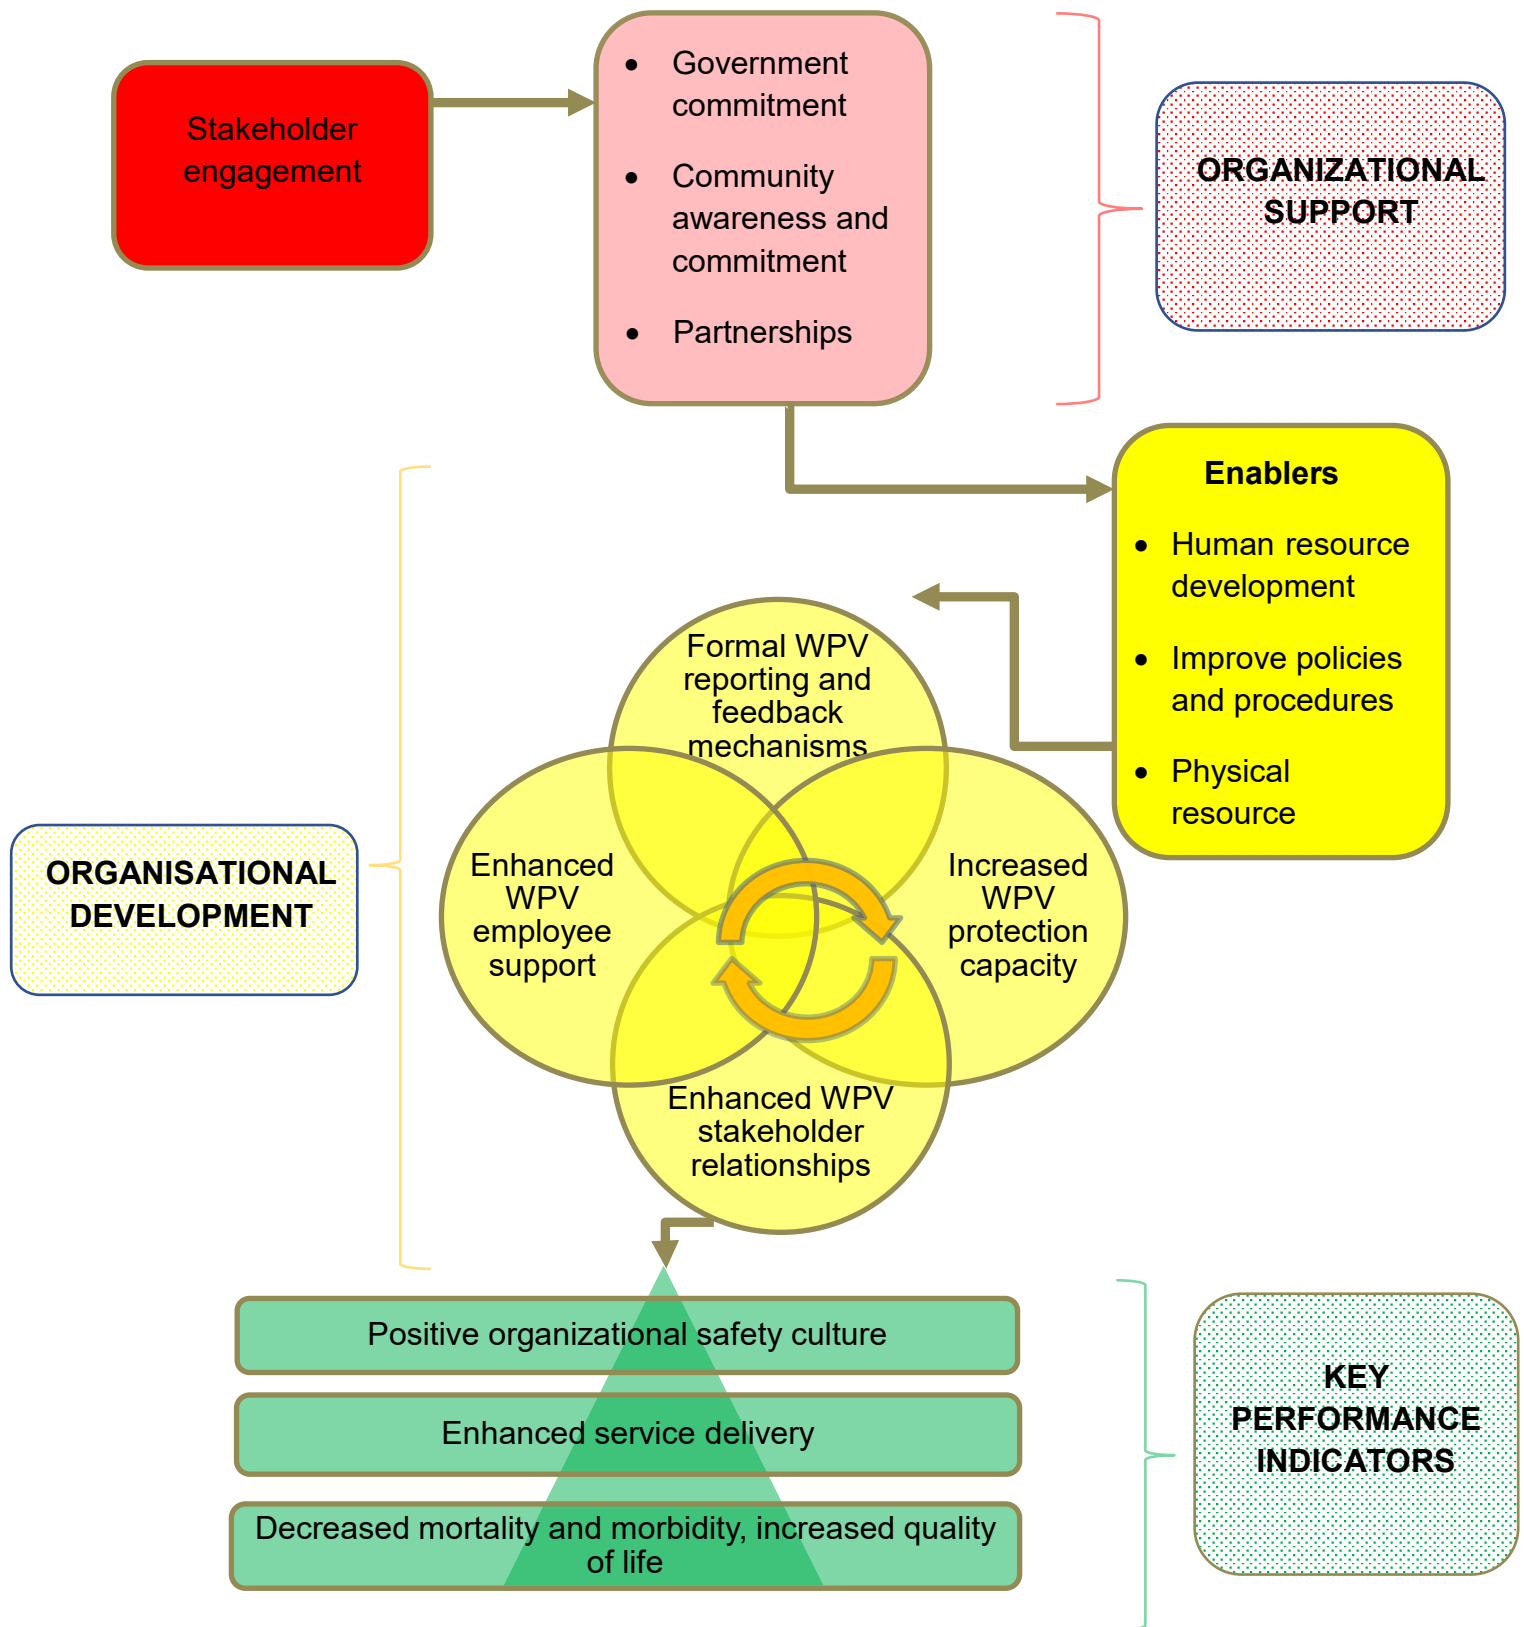 Stakeholder
engagement
• Government
commitment
• Community
awareness and
commitment
• Partnerships
ORGANIZATIONAL
SUPPORT
Enablers
• Human resource
development
• Improve policies
and procedures
• Physical
resource
Formal WPV
reporting and
feedback
mechanisms
Enhanced
WPV
employee
support
Increased
WPV
protection
capacity
Enhanced WPV
stakeholder
relationships
ORGANISATIONAL
DEVELOPMENT
Positive organizational safety culture
Enhanced service delivery
Decreased mortality and morbidity, increased quality
of life
KEY
PERFORMANCE
INDICATORS